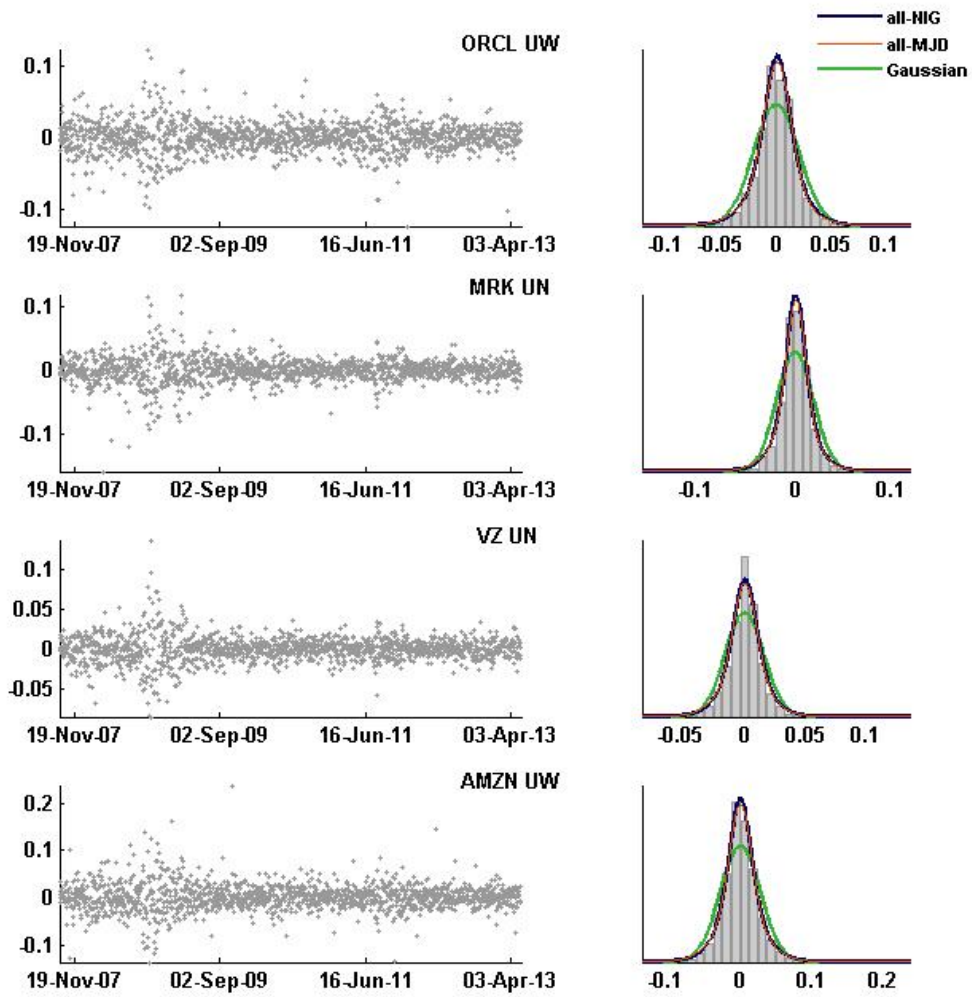 all-NIG
all-MJD
Gaussian
ORCL UW
0.1
0
-0.1
19-Nov-07 02-Sep-09 16-Jun-11 03-Apr-13
-0.1 -0.05 0 0.05 0.1
MRK UN
0.1
0
-0.1
19-Nov-07 02-Sep-09 16-Jun-11 03-Apr-13
-0.1 0 0.1
VZ UN
0.1
0.05
0
-0.05
19-Nov-07 02-Sep-09 16-Jun-11 03-Apr-13
-0.05 0 0.05 0.1
AMZN UW
0.2
0.1
0
-0.1
19-Nov-07 02-Sep-09 16-Jun-11 03-Apr-13
-0.1 0 0.1 0.2